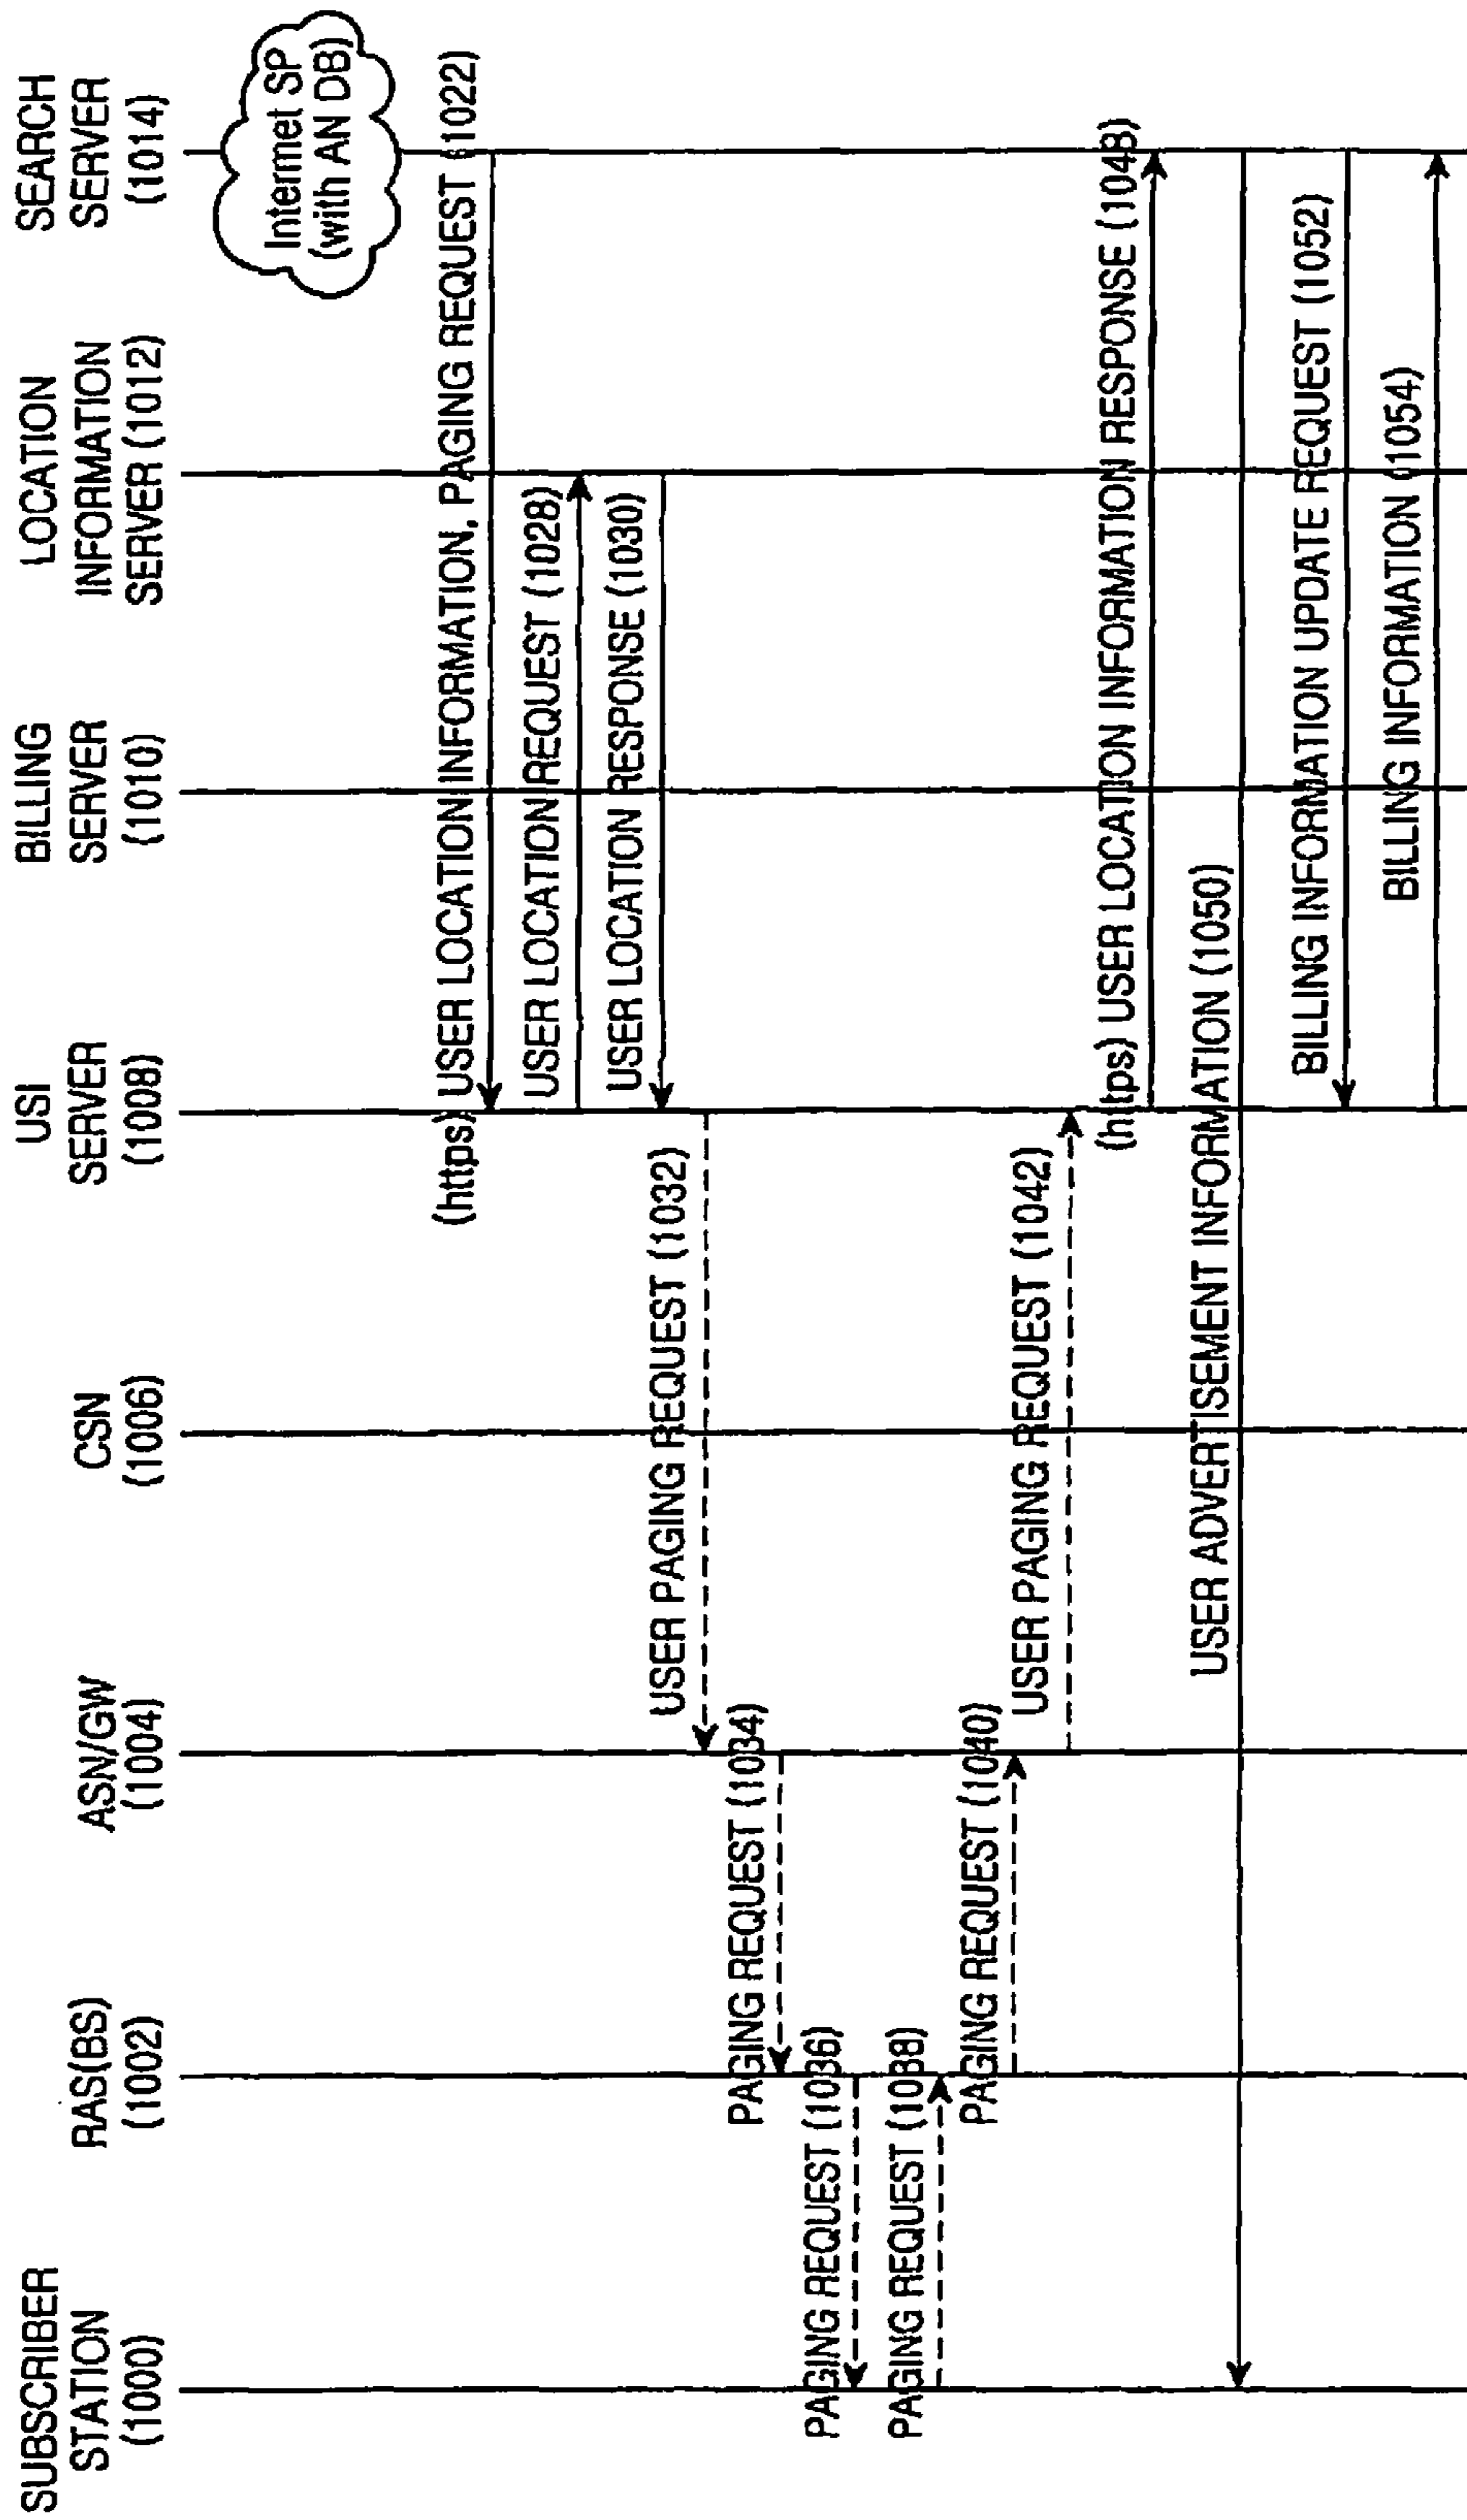 SUBSCRIBER
STATION
(1000)
RAS(BS)
(1002)
ASN/GW
(1004)
CSN
(1006)
USI
SERVER
(1008)
BILLING
SERVER
(1010)
LOCATION
INFORMATION
SERVER (1012)
SEARCH
SERVER
(1014)
Internet SP
(with AN DB)
(https) USER LOCATION INFORMATION, PAGING REQUEST (1022)
USER LOCATION REQUEST (1028)
USER LOCATION RESPONSE (1030)
USER PAGING REQUEST (1032)
PAGING REQUEST (1034)
PAGING REQUEST (1036)
PAGING REQUEST (1038)
PAGING REQUEST (1040)
USER PAGING REQUEST (1042)
(https) USER LOCATION INFORMATION RESPONSE (1048)
USER ADVERTISEMENT INFORMATION (1050)
BILLING INFORMATION UPDATE REQUEST (1052)
BILLING INFORMATION (1054)